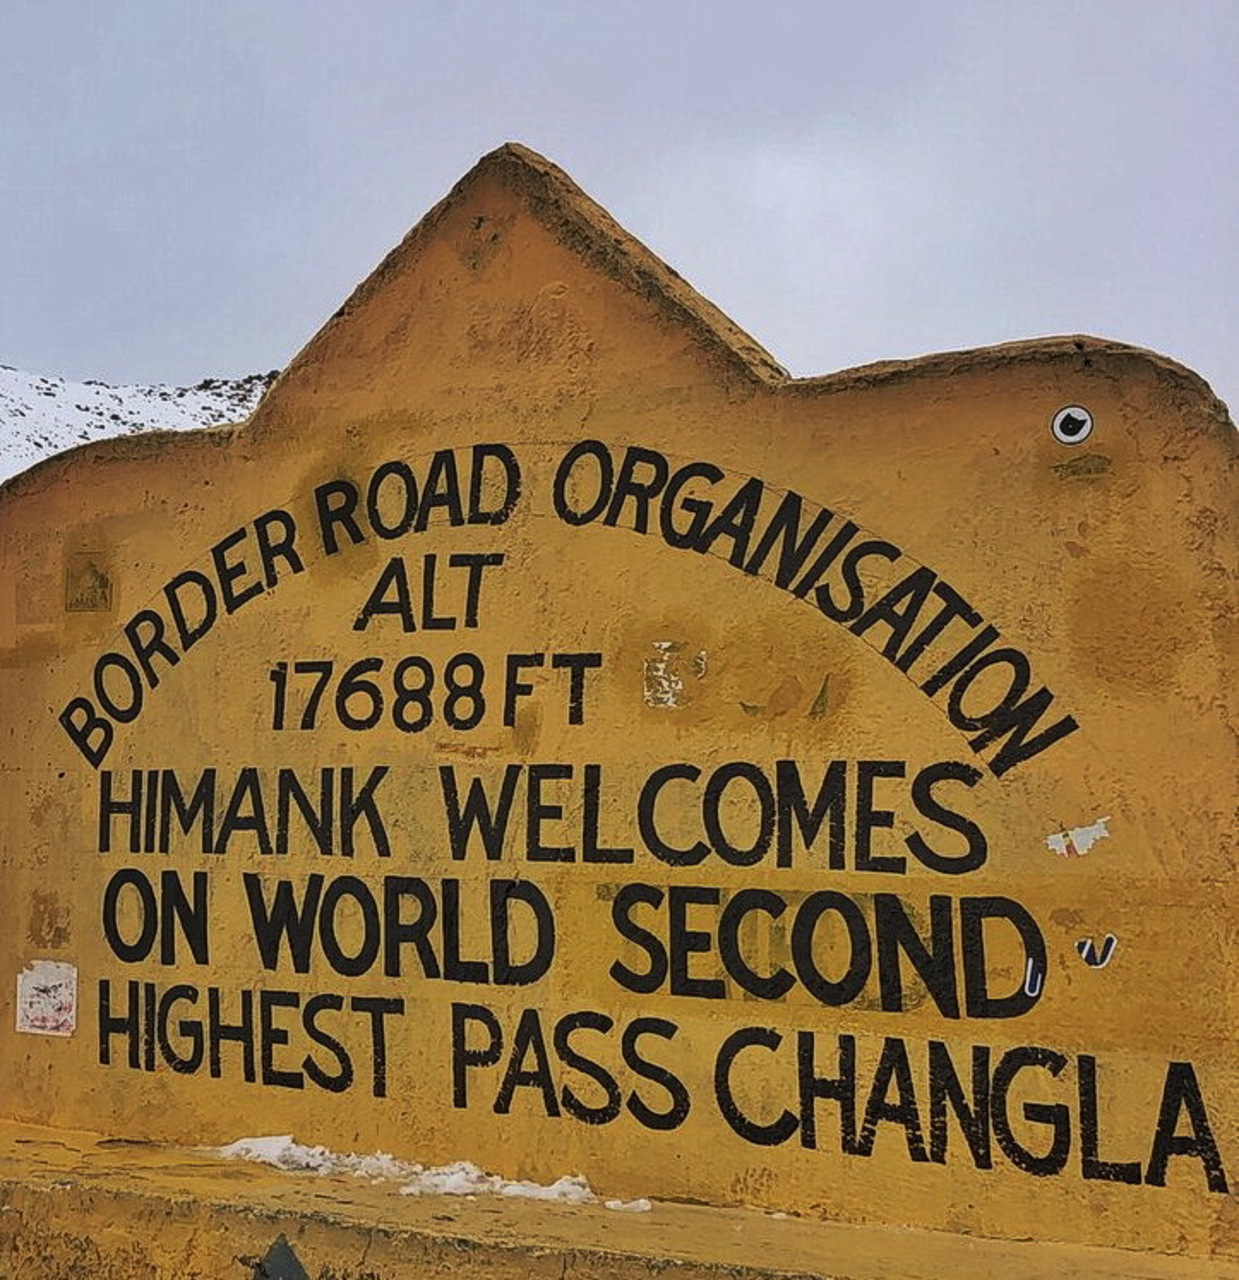 BORDER ROAD ORGANISATION
ALT
17688 FT
HIMANK WELCOMES
ON WORLD SECOND
HIGHEST PASS CHANGLA